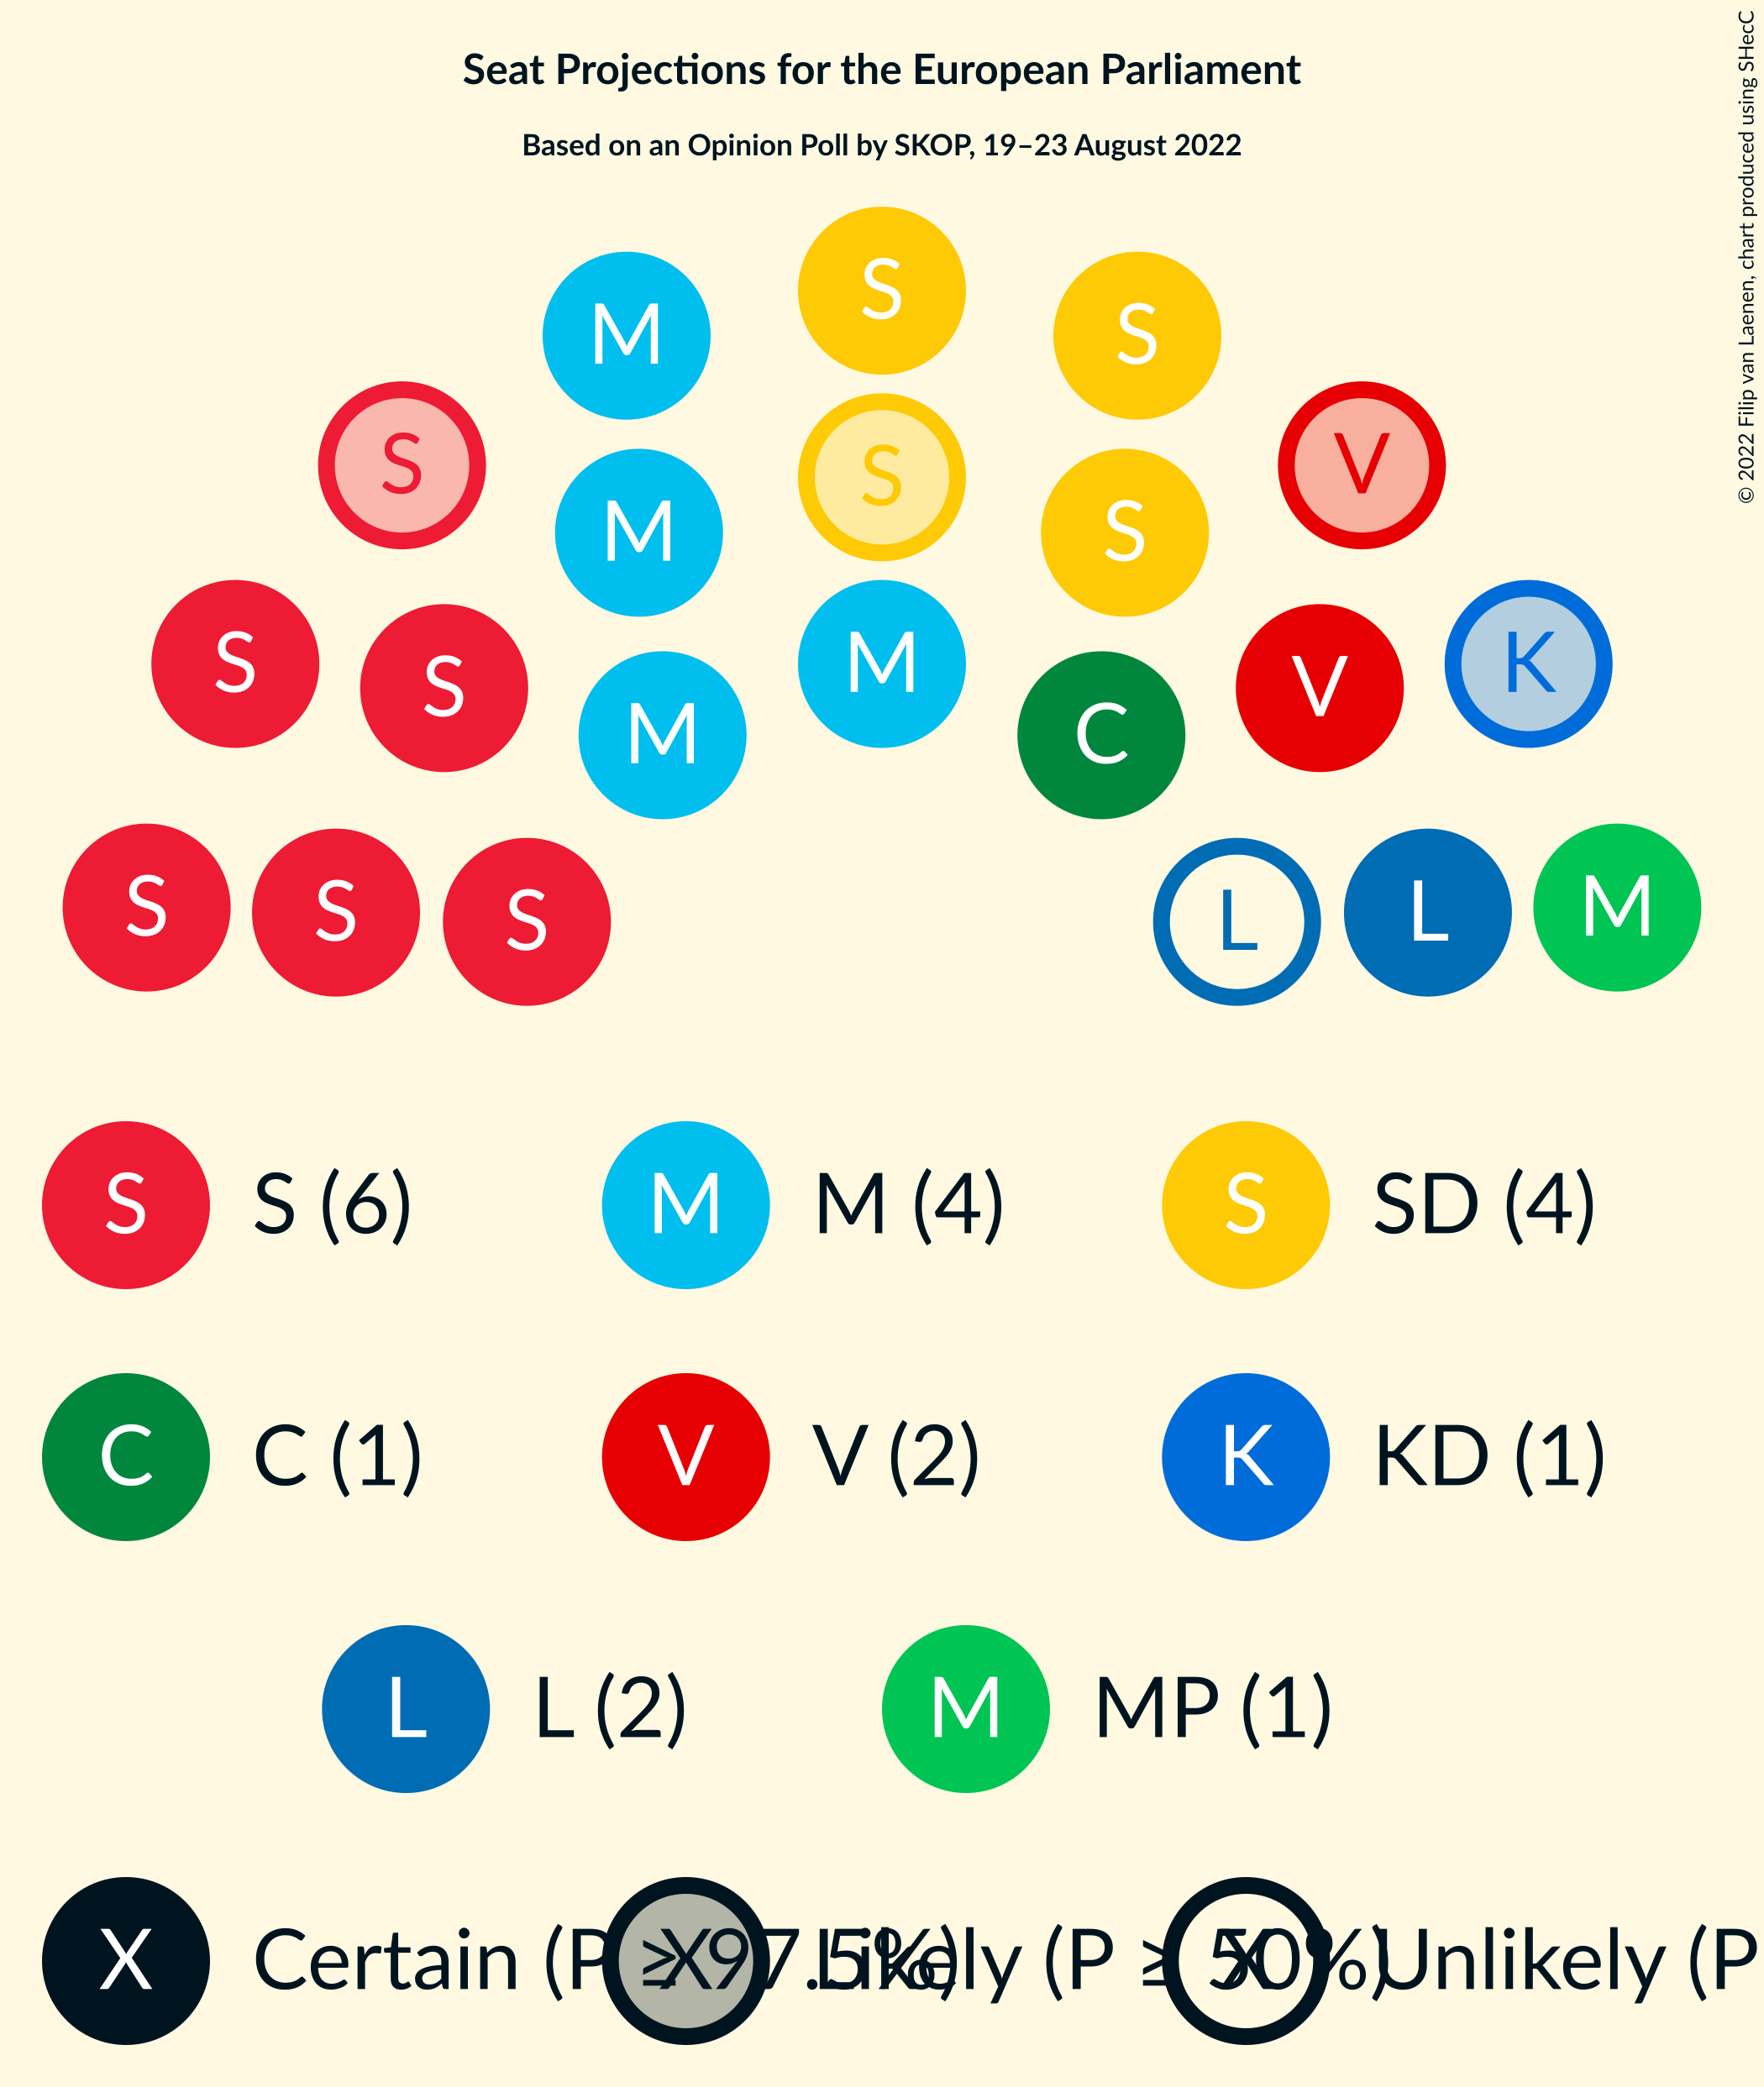 Seat Projections for the European Parliament
Based on an Opinion Poll by SKOP, 19–23 August 2022
© 2022 Filip van Laenen, chart produced using SHecC
S
M
S
S
S
V
S
M
S
S
K
S
M
V
S
M
C
S
S
S
L
L
M
S S (6) M M (4) S SD (4)
C C (1) V V (2) K KD (1)
L L (2) M MP (1)
X Certain (P ≥ 97.5%) X Likely (P ≥ 50%) X Unlikely (P